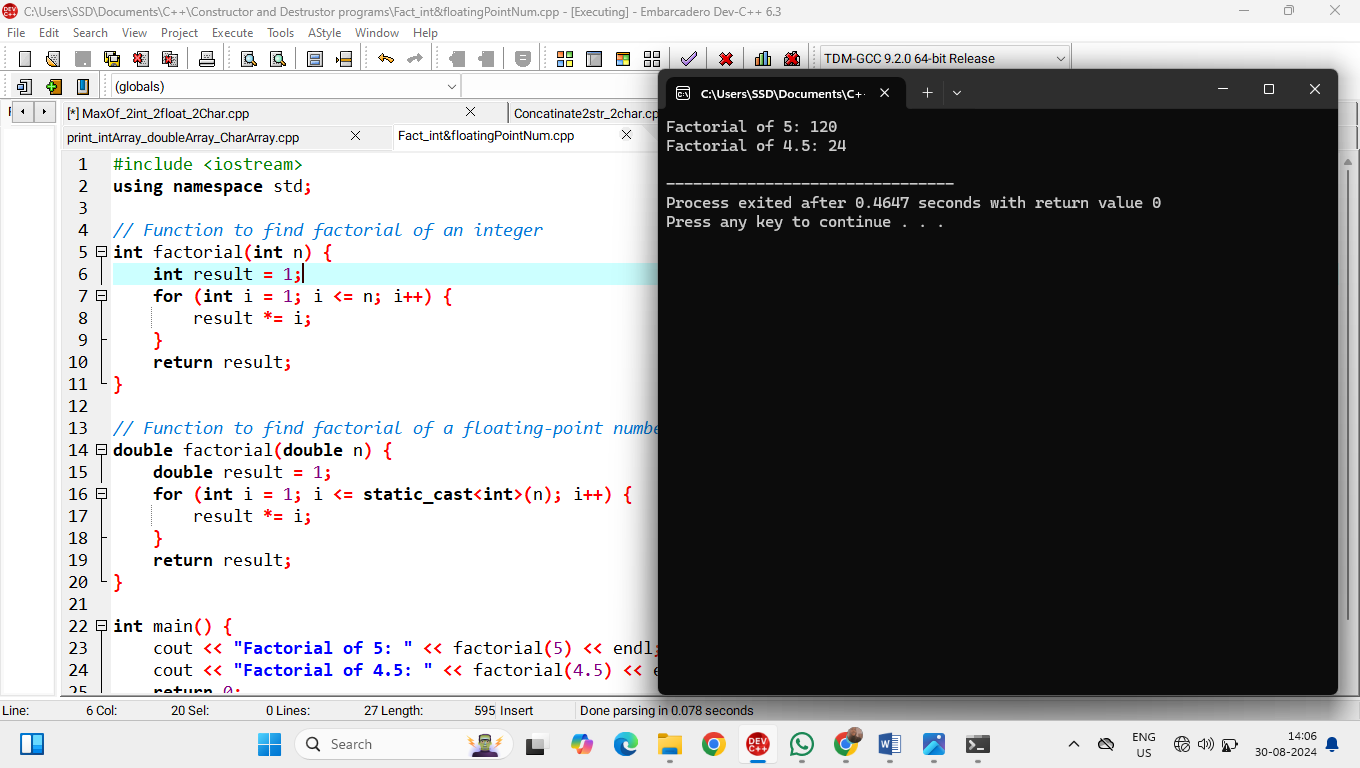 C:\Users\SSD\Documents\C++\Constructor and Destrustor programs\Fact_int&floatingPointNum.cpp - [Executing] - Embarcadero Dev-C++ 6.3
File Edit Search View Project Execute Tools AStyle Window Help
TDM-GCC 9.2.0 64-bit Release
(globals)
[*] MaxOf_2int_2float_2Char.cpp
Concatinate2str_2char.cp
print_intArray_doubleArray_CharArray.cpp
Fact_int&floatingPointNum.cpp
1 #include <iostream>
2 using namespace std;
3
4 // Function to find factorial of an integer
5 int factorial(int n) {
6 int result = 1;
7 for (int i = 1; i <= n; i++) {
8 result *= i;
9 }
10 return result;
11 }
12
13 // Function to find factorial of a floating-point numbe
14 double factorial(double n) {
15 double result = 1;
16 for (int i = 1; i <= static_cast<int>(n); i++) {
17 result *= i;
18 }
19 return result;
20 }
21
22 int main() {
23 cout << "Factorial of 5: " << factorial(5) << endl;
24 cout << "Factorial of 4.5: " << factorial(4.5) << e
25 return 0;
C:\Users\SSD\Documents\C+
Factorial of 5: 120
Factorial of 4.5: 24
--------------------------------
Process exited after 0.4647 seconds with return value 0
Press any key to continue . . .
Line: 6 Col: 20 Sel: 0 Lines: 27 Length: 595 Insert Done parsing in 0.078 seconds
Search
DEV C++
ENG
US
14:06
30-08-2024